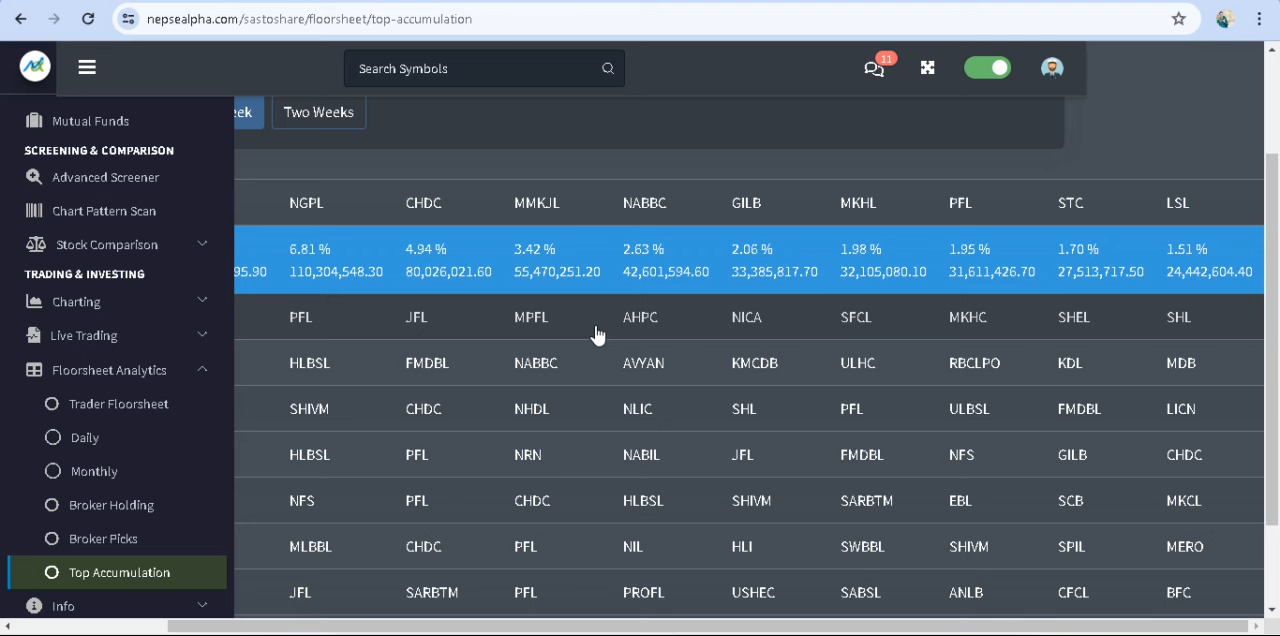 nepsealpha.com/sastoshare/floorsheet/top-accumulation
Search Symbols
11
Mutual Funds
SCREENING & COMPARISON
Advanced Screener
Chart Pattern Scan
Stock Comparison
TRADING & INVESTING
Charting
Live Trading
Floorsheet Analytics
Trader Floorsheet
Daily
Monthly
Broker Holding
Broker Picks
Top Accumulation
Info
eek Two Weeks
NGPL CHDC MMKJL NABBC GILB MKHL PFL STC LSL
6.81 % 4.94 % 3.42 % 2.63 % 2.06 % 1.98 % 1.95 % 1.70 % 1.51 %
95.90 110,304,548.30 80,026,021.60 55,470,251.20 42,601,594.60 33,385,817.70 32,105,080.10 31,611,426.70 27,513,717.50 24,442,604.40
PFL JFL MPFL AHPC NICA SFCL MKHC SHEL SHL
HLBSL FMDBL NABBC AVYAN KMCDB ULHC RBCLPO KDL MDB
SHIVM CHDC NHDL NLIC SHL PFL ULBSL FMDBL LICN
HLBSL PFL NRN NABIL JFL FMDBL NFS GILB CHDC
NFS PFL CHDC HLBSL SHIVM SARBTM EBL SCB MKCL
MLBBL CHDC PFL NIL HLI SWBBL SHIVM SPIL MERO
JFL SARBTM PFL PROFL USHEC SABSL ANLB CFCL BFC